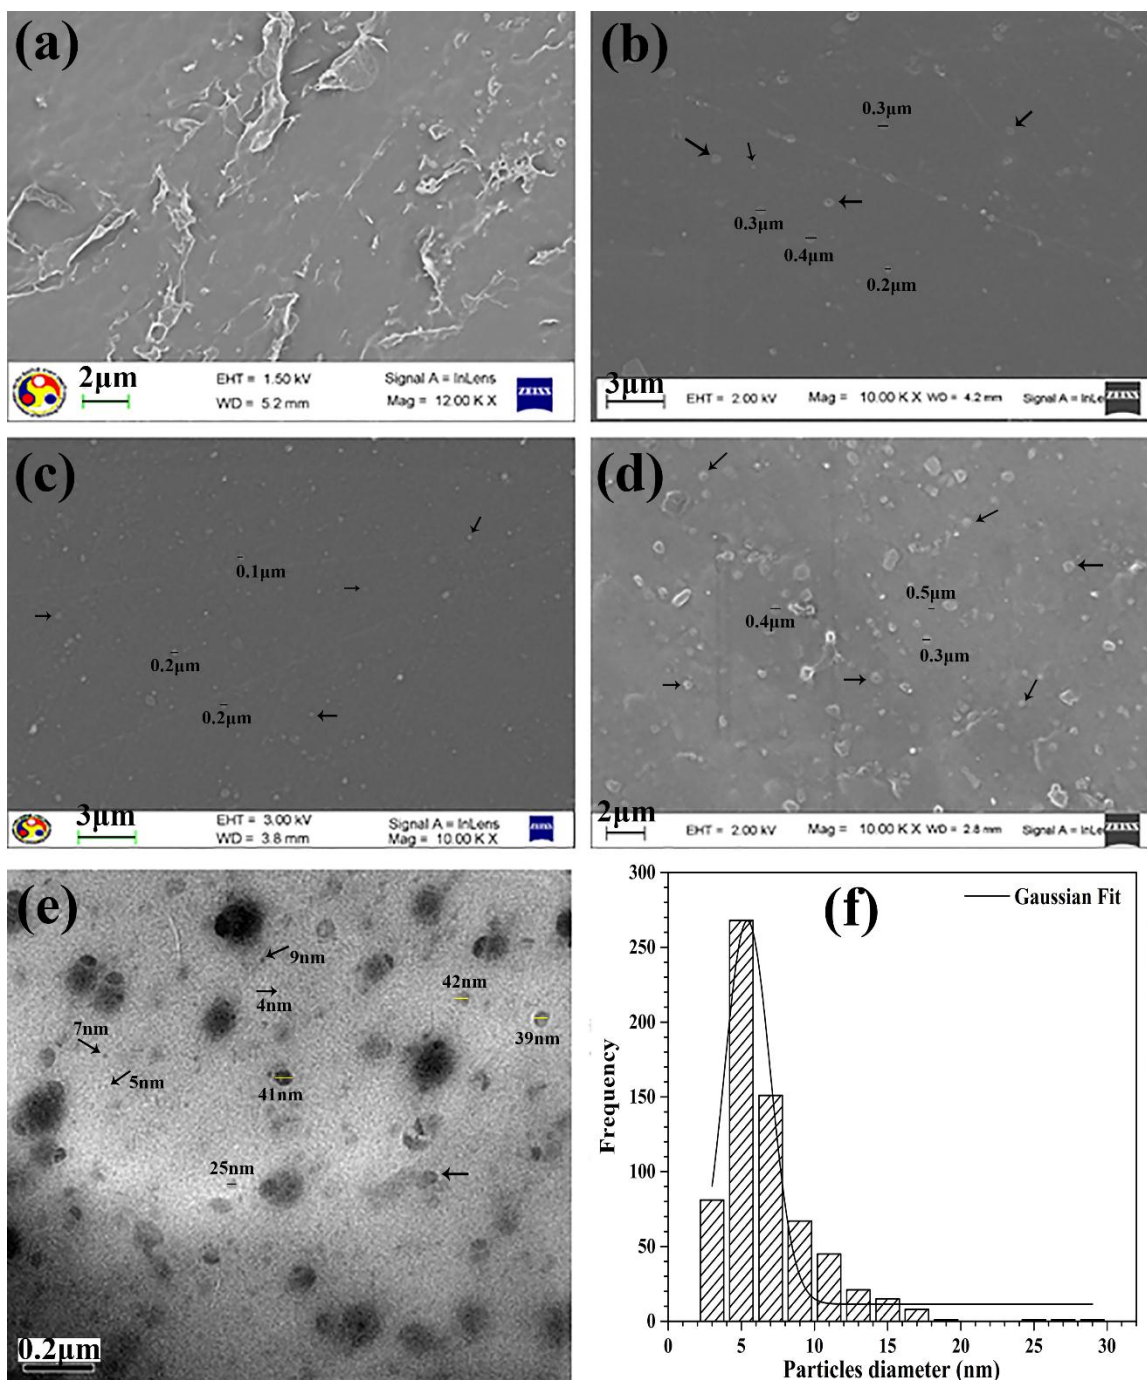 (a)
2µm
EHT = 1.50 kV
WD = 5.2 mm
Signal A = InLens
Mag = 12.00 K X
ZEISS
(b)
0.3µm
0.3µm
0.4µm
0.2µm
3µm
EHT = 2.00 kV
Mag = 10.00 K X
WD = 4.2 mm
Signal A = InLe
ZEISS
(c)
0.1µm
0.2µm
0.2µm
3µm
EHT = 3.00 kV
WD = 3.8 mm
Signal A = InLens
Mag = 10.00 K X
ZEISS
(d)
0.5µm
0.4µm
0.3µm
2µm
EHT = 2.00 kV
Mag = 10.00 K X
WD = 2.8 mm
Signal A = InLe
ZEISS
(e)
9nm
42nm
4nm
7nm
39nm
5nm
41nm
25nm
0.2µm
(f)
Gaussian Fit
300
250
200
150
100
50
0
Frequency
0 5 10 15 20 25 30
Particles diameter (nm)